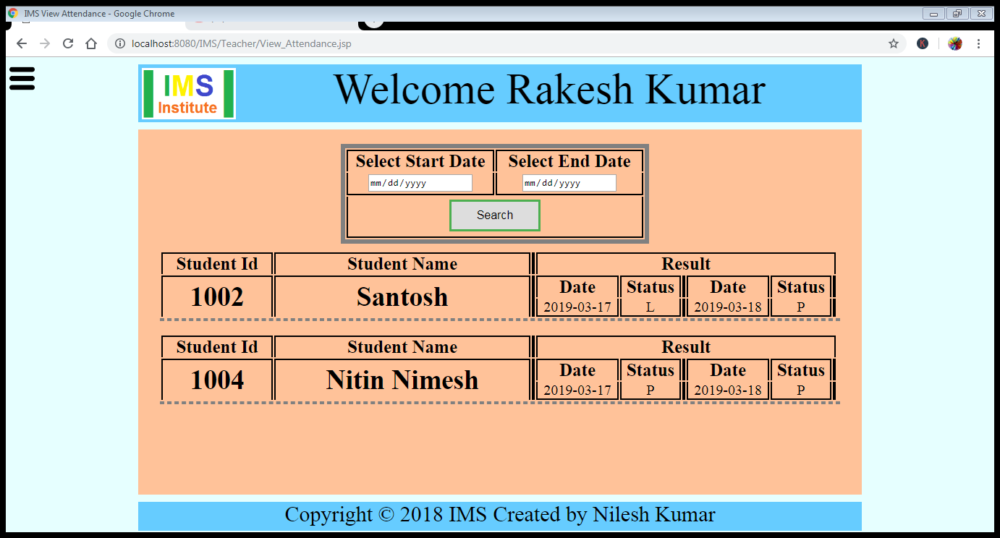 IMS View Attendance - Google Chrome
localhost:8080/IMS/Teacher/View_Attendance.jsp
IMS
Institute
Welcome Rakesh Kumar
Select Start Date Select End Date
mm/dd/yyyy mm/dd/yyyy
Search
Student Id Student Name Result
1002 Santosh Date Status Date Status
2019-03-17 L 2019-03-18 P
Student Id Student Name Result
1004 Nitin Nimesh Date Status Date Status
2019-03-17 P 2019-03-18 P
Copyright © 2018 IMS Created by Nilesh Kumar